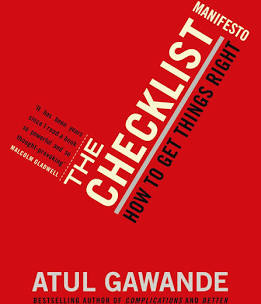 THE
CHECKLIST
MANIFESTO
HOW TO GET THINGS RIGHT
'It has been years
since I read a book
so powerful and so
thought-provoking'
MALCOLM GLADWELL
ATUL GAWANDE
BESTSELLING AUTHOR OF COMPLICATIONS AND BETTER